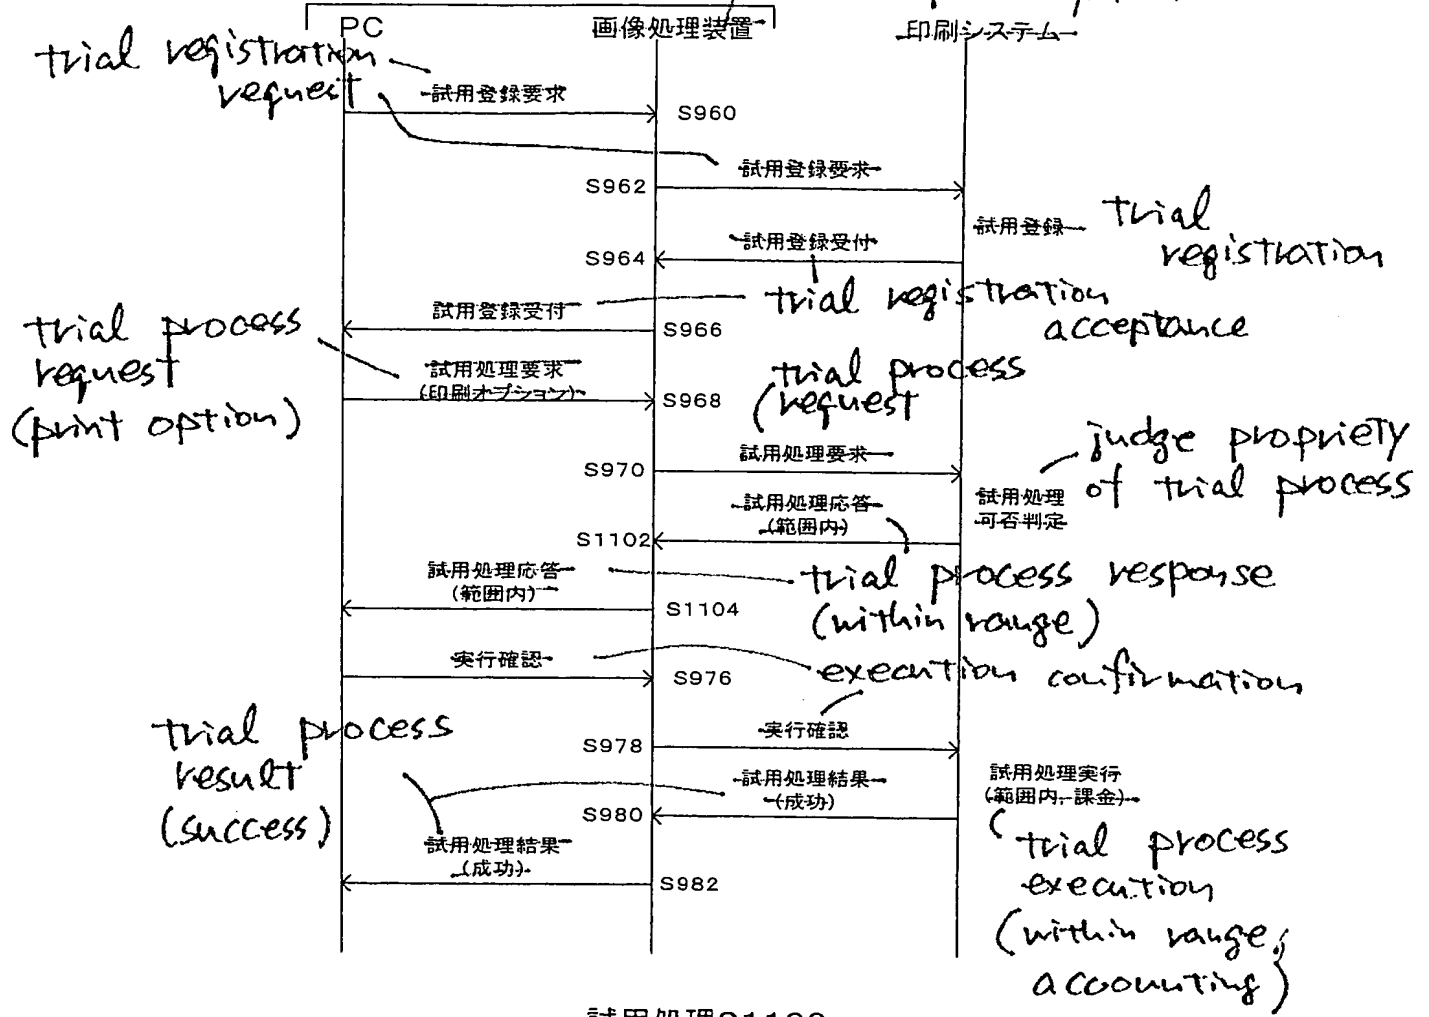 PC
画像処理装置
印刷システム
trial registration
request
試用登録要求
S960
試用登録要求
S962
試用登録
trial
registration
試用登録受付
S964
試用登録受付
trial registration
acceptance
S966
trial process
request
(print option)
試用処理要求
(印刷オプション)
S968
trial process
(request
試用処理要求
S970
judge propriety
of trial process
試用処理
可否判定
試用処理応答
(範囲内)
S1102
試用処理応答
(範囲内)
S1104
trial process response
(within range)
実行確認
S976
execution confirmation
実行確認
S978
trial process
result
(success)
試用処理結果
(成功)
S980
試用処理実行
(範囲内,課金)
試用処理結果
(成功)
S982
trial process
execution
(within range,
accounting)